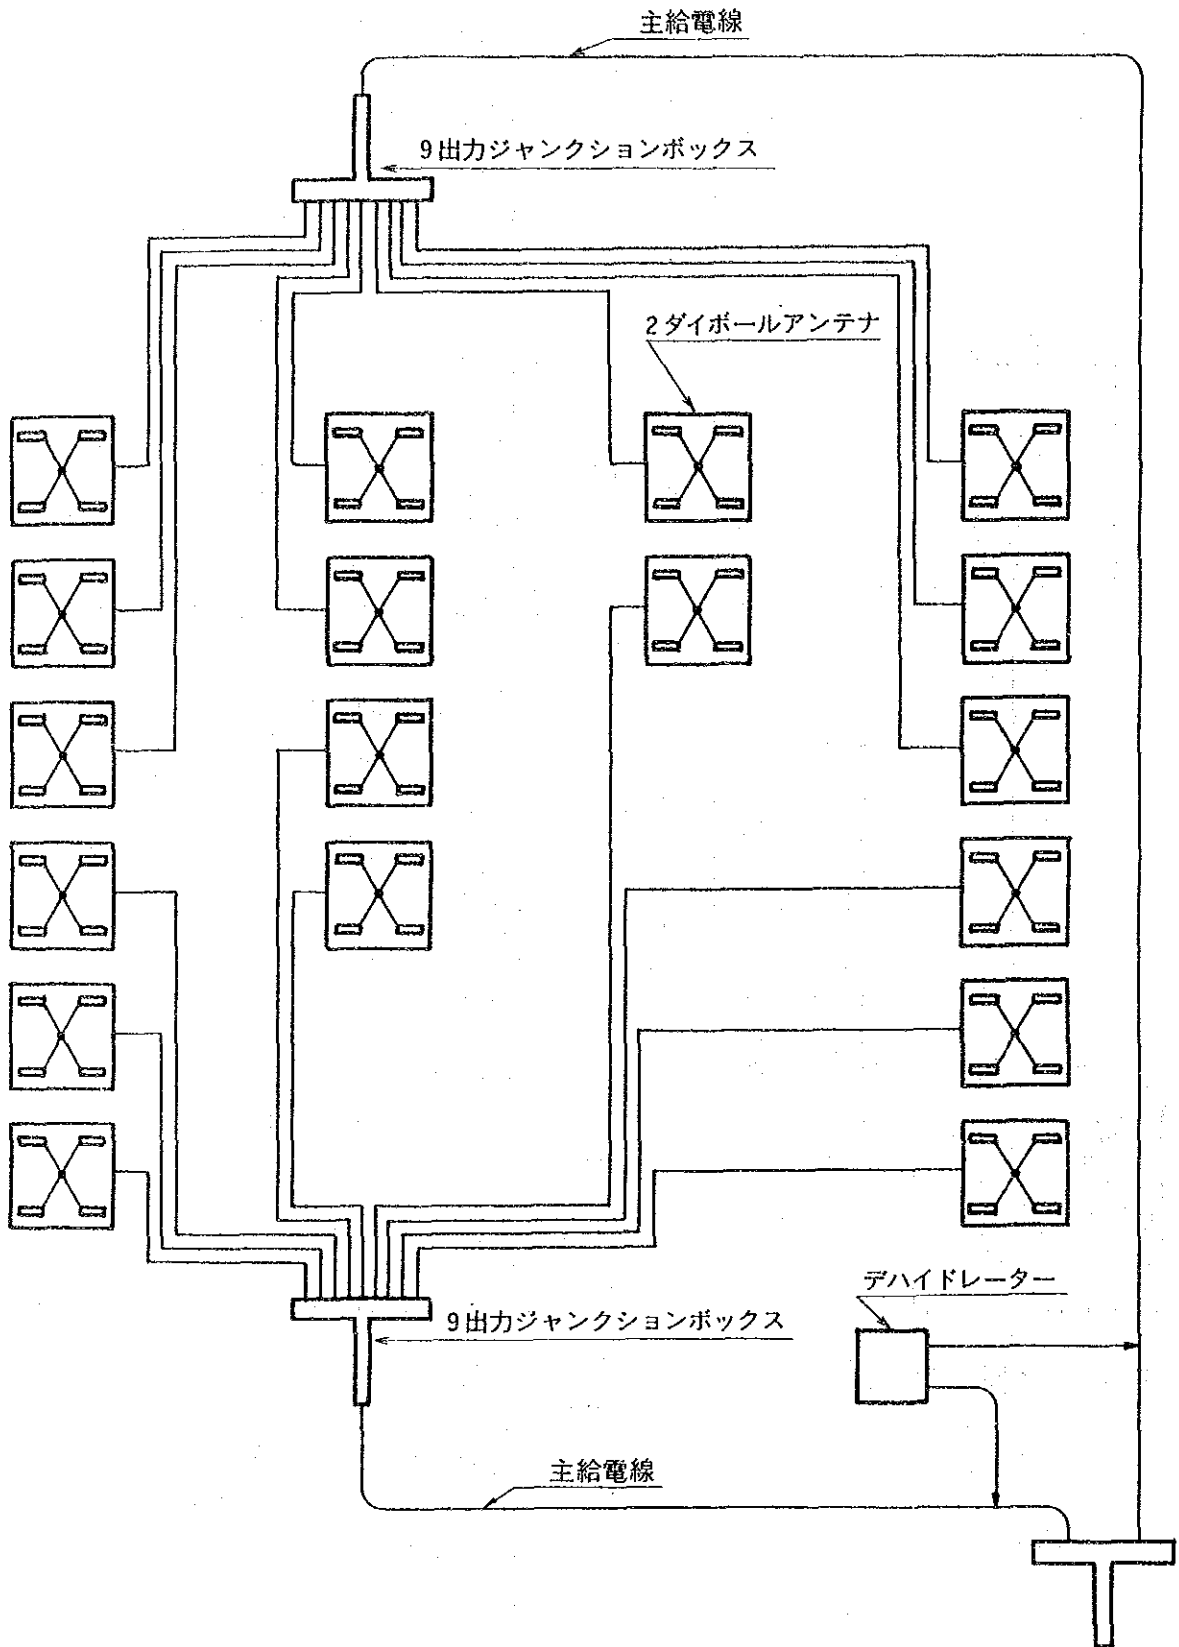 主給電線
9出力ジャンクションボックス
2ダイボールアンテナ
デハイドレーター
9出力ジャンクションボックス
主給電線